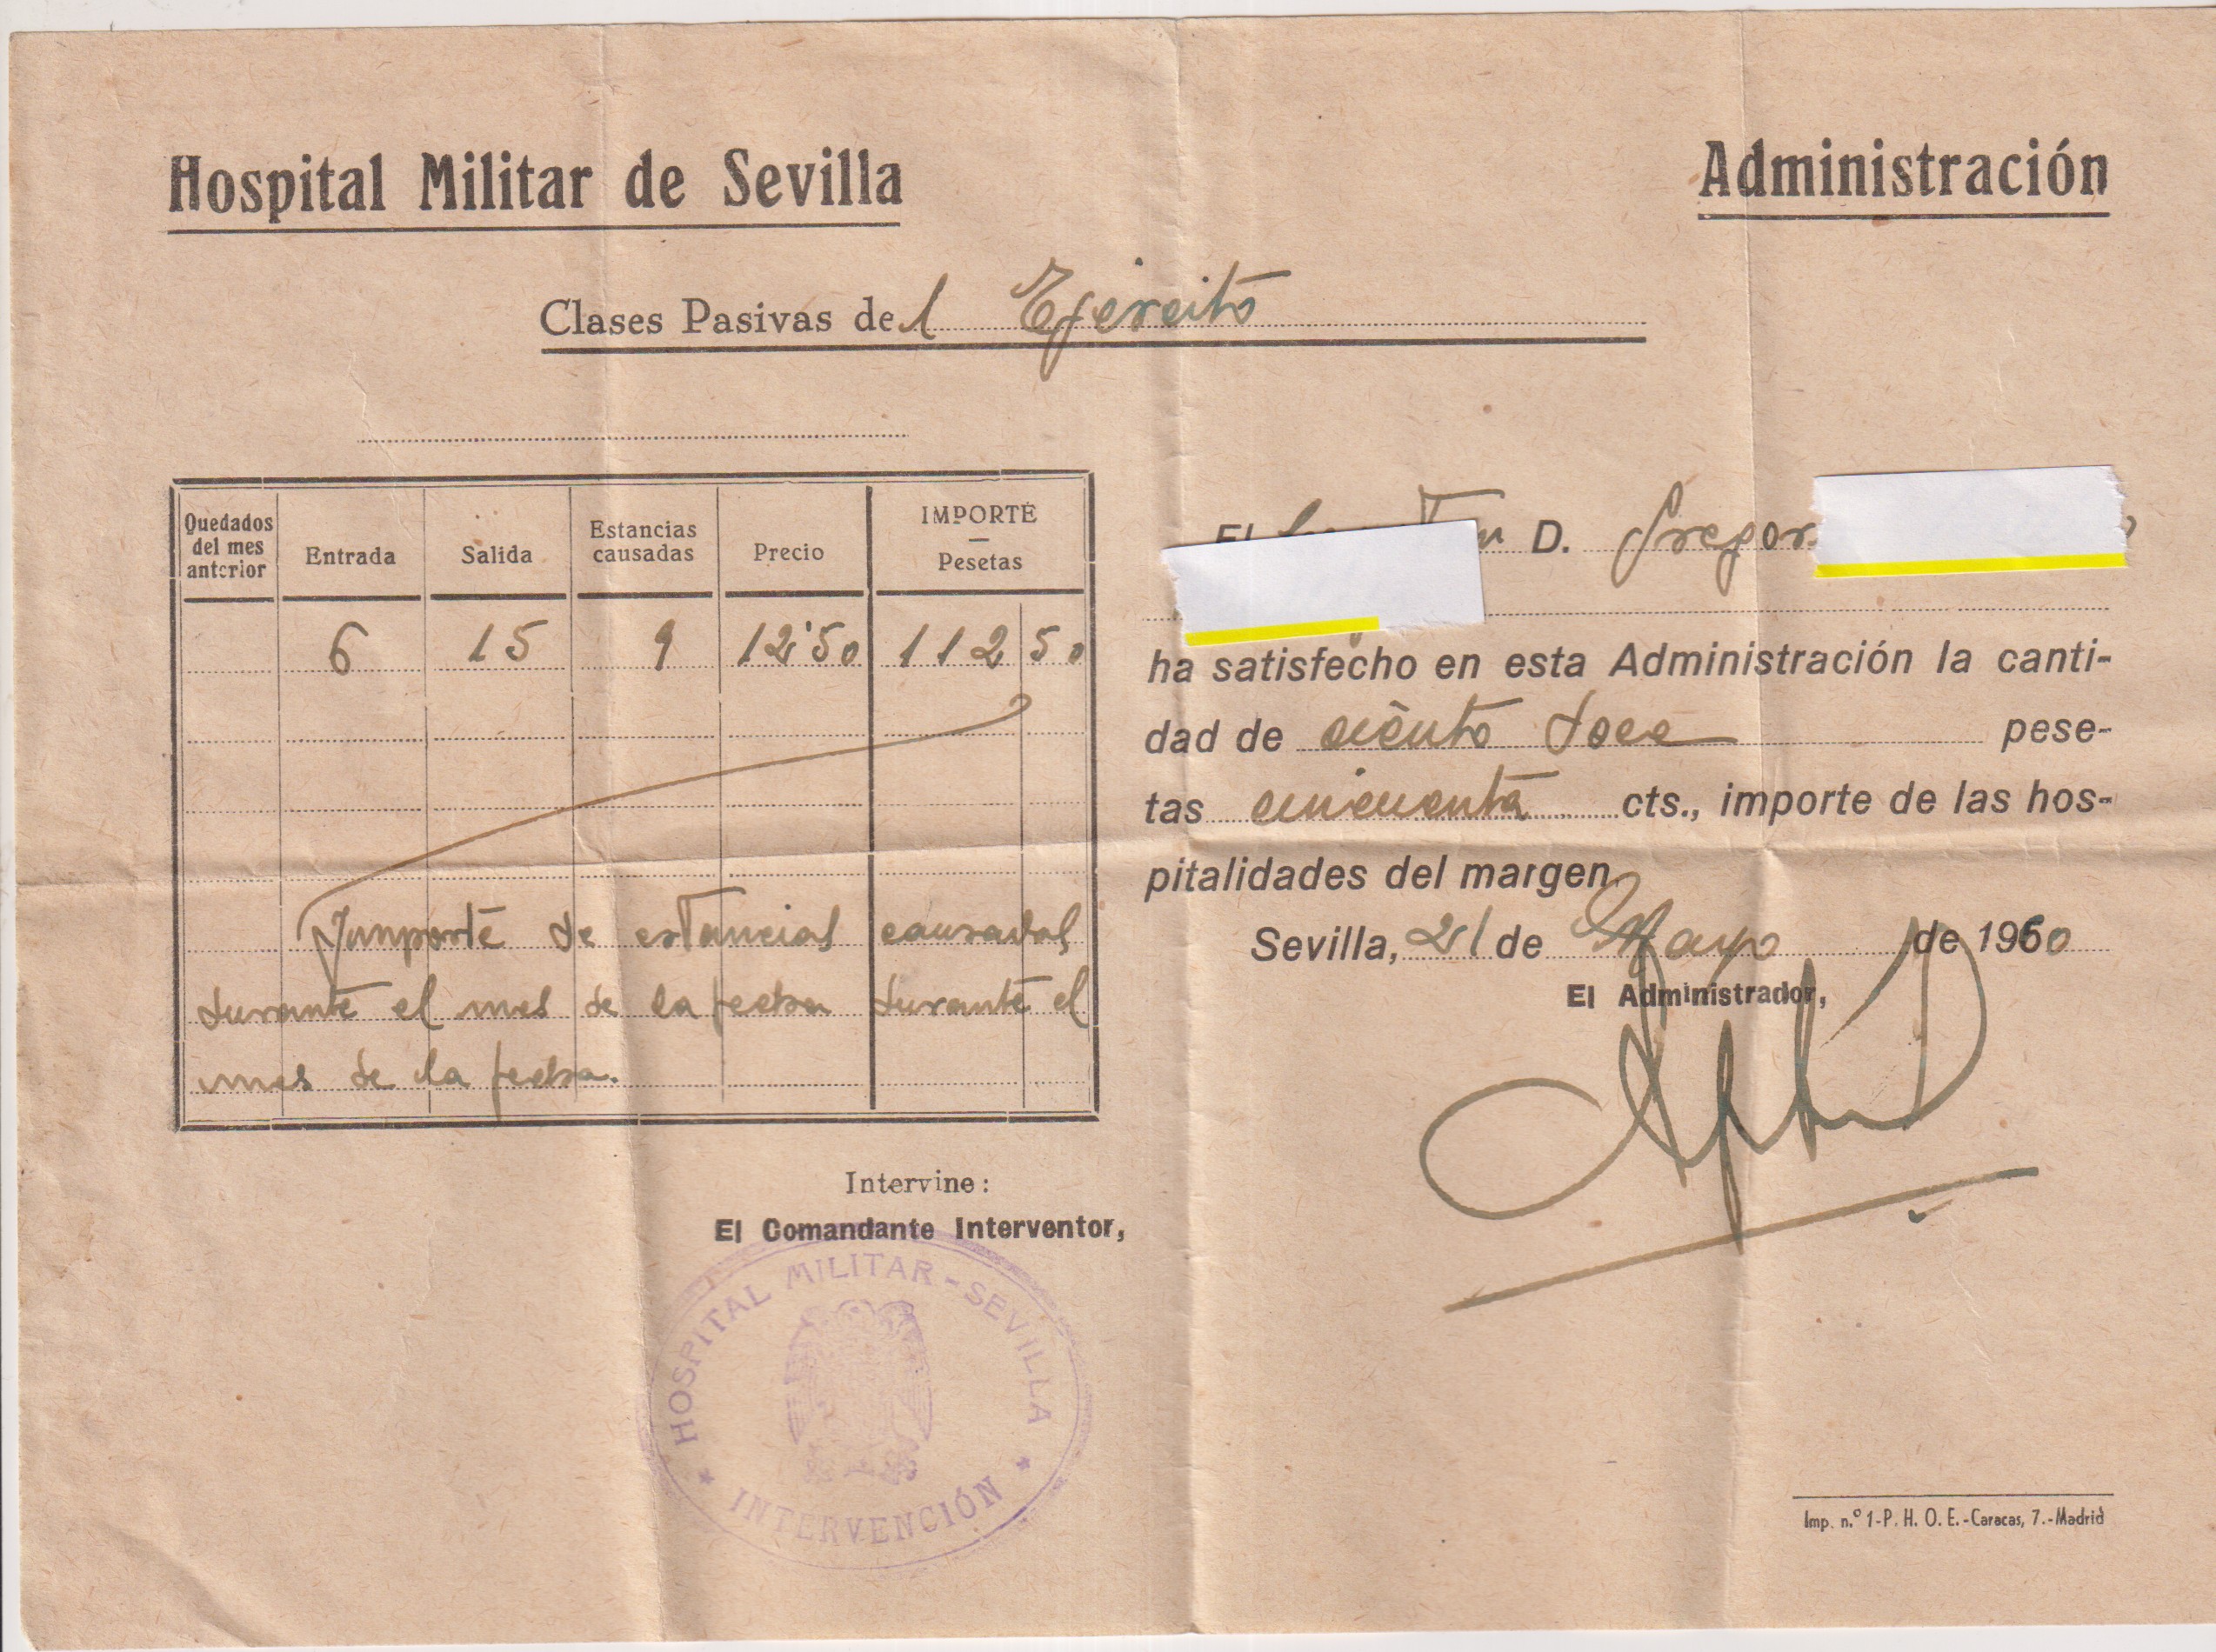 Hospital Militar de Sevilla
Administración
Clases Pasivas del Ejército
Quedados del mes anterior Entrada Salida Estancias causadas Precio IMPORTE — Pesetas
6 15 9 12'50 112 50
Importe de estancias causadas
durante el mes de la fecha durante el
mes de la fecha.
El D. Gregor
ha satisfecho en esta Administración la canti-
dad de ciento doce pese-
tas cincuenta cts., importe de las hos-
pitalidades del margen.
Sevilla, 21 de Mayo de 1960
El Administrador,
Intervine:
El Comandante Interventor,
HOSPITAL MILITAR - SEVILLA
* INTERVENCIÓN *
Imp. n.º 1-P. H. O. E.-Caracas, 7.-Madrid